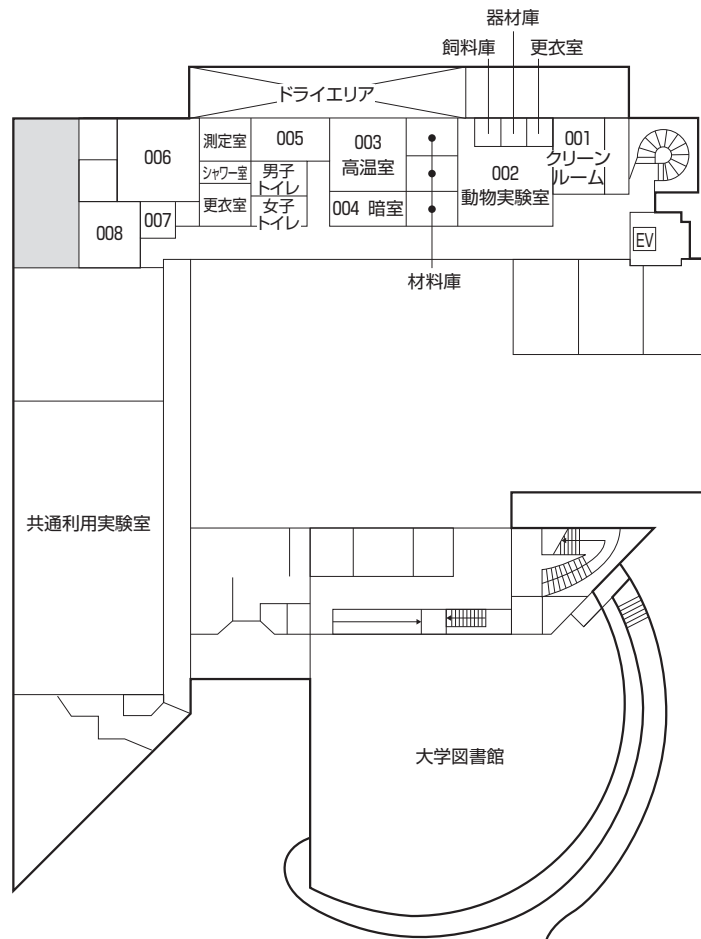 器材庫
飼料庫
更衣室
ドライエリア
006
測定室
005
003
高温室
001
クリーン
ルーム
シャワー室
男子
トイレ
002
動物実験室
更衣室
女子
トイレ
004 暗室
007
008
EV
材料庫
共通利用実験室
大学図書館